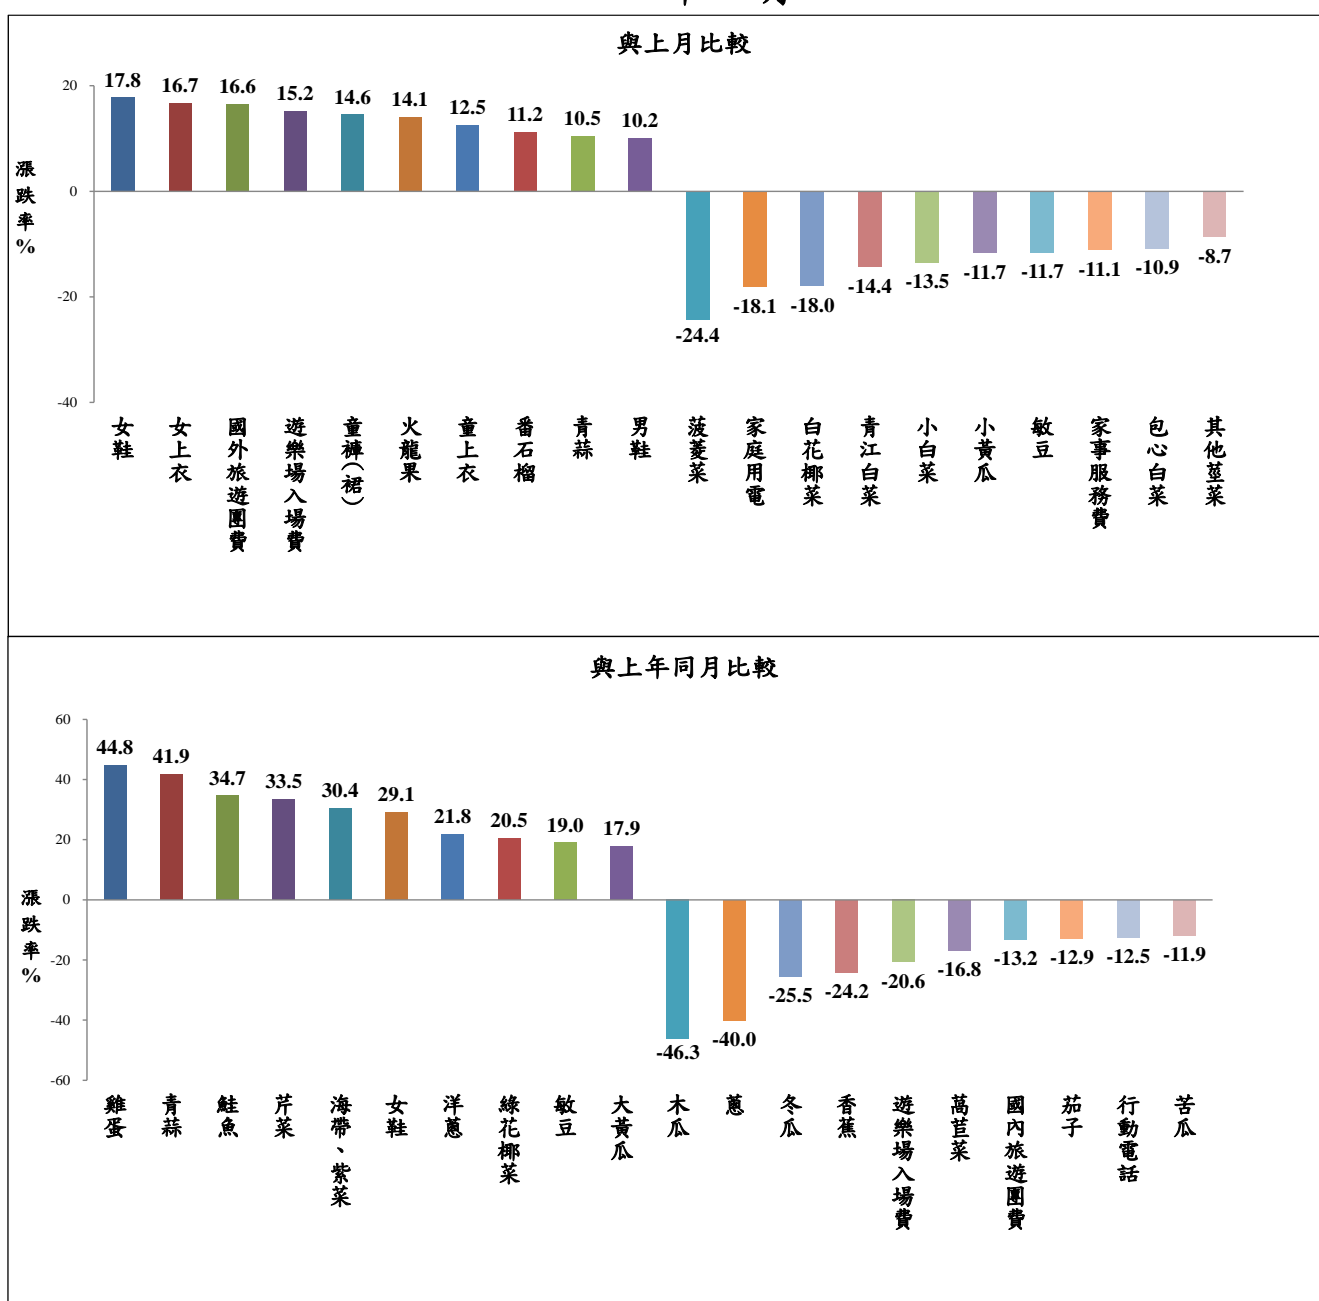 與上月比較
20
0
-20
-40
漲跌率%
17.8 16.7 16.6 15.2 14.6 14.1 12.5 11.2 10.5 10.2
-24.4 -18.1 -18.0 -14.4 -13.5 -11.7 -11.7 -11.1 -10.9 -8.7
女鞋
女上衣
國外旅遊團費
遊樂場入場費
童褲(裙)
火龍果
童上衣
番石榴
青蒜
男鞋
菠菱菜
家庭用電
白花椰菜
青江白菜
小白菜
小黃瓜
敏豆
家事服務費
包心白菜
其他莖菜
與上年同月比較
60
40
20
0
-20
-40
-60
漲跌率%
44.8 41.9 34.7 33.5 30.4 29.1 21.8 20.5 19.0 17.9
-46.3 -40.0 -25.5 -24.2 -20.6 -16.8 -13.2 -12.9 -12.5 -11.9
雞蛋
青蒜
鮭魚
芹菜
海帶、紫菜
女鞋
洋蔥
綠花椰菜
敏豆
大黃瓜
木瓜
蔥
冬瓜
香蕉
遊樂場入場費
萵苣菜
國內旅遊團費
茄子
行動電話
苦瓜